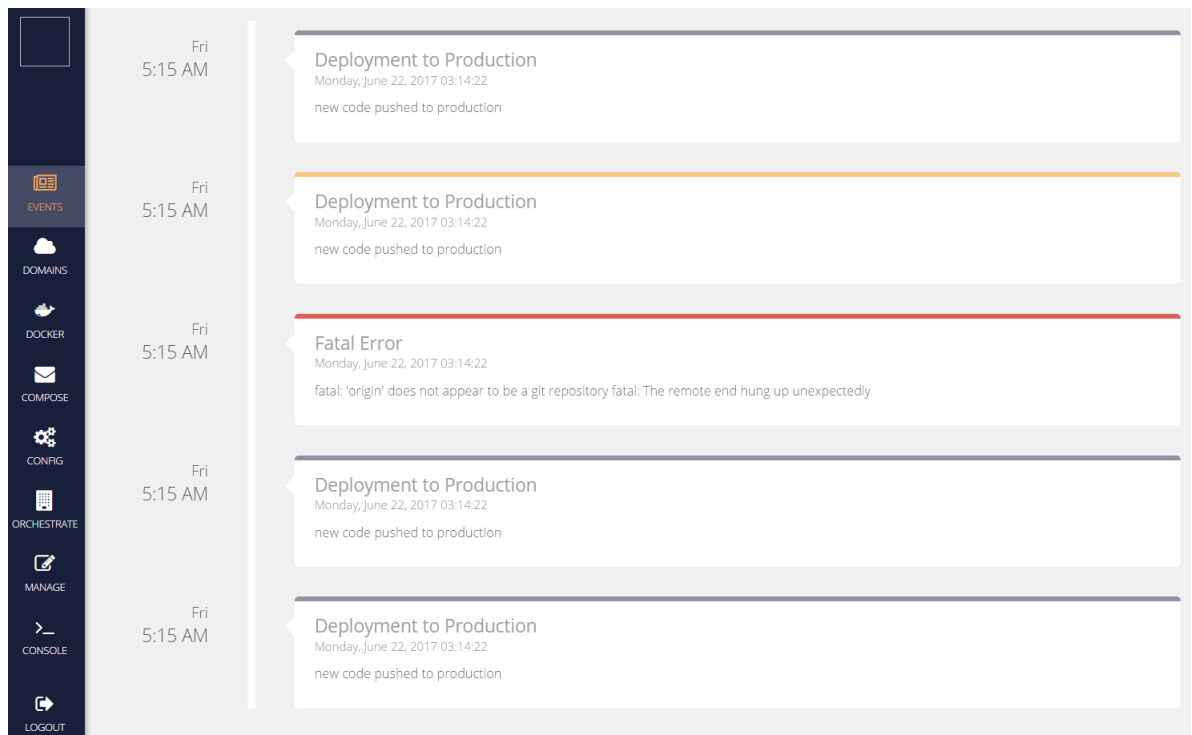 EVENTS
DOMAINS
DOCKER
COMPOSE
CONFIG
ORCHESTRATE
MANAGE
CONSOLE
LOGOUT
Fri
5:15 AM
Deployment to Production
Monday, June 22, 2017 03:14:22
new code pushed to production
Fri
5:15 AM
Deployment to Production
Monday, June 22, 2017 03:14:22
new code pushed to production
Fri
5:15 AM
Fatal Error
Monday, June 22, 2017 03:14:22
fatal: 'origin' does not appear to be a git repository fatal: The remote end hung up unexpectedly
Fri
5:15 AM
Deployment to Production
Monday, June 22, 2017 03:14:22
new code pushed to production
Fri
5:15 AM
Deployment to Production
Monday, June 22, 2017 03:14:22
new code pushed to production